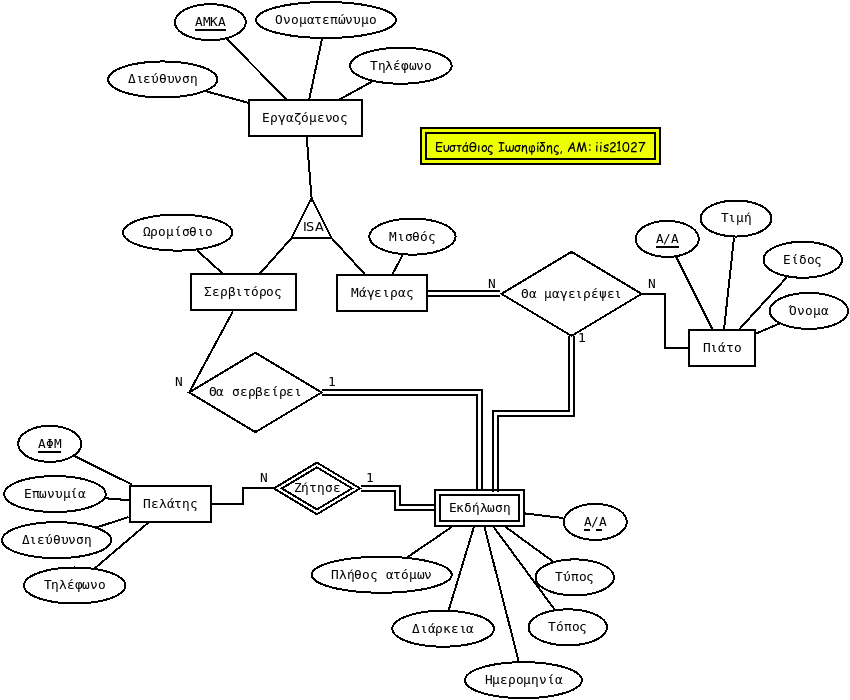 ΑΜΚΑ
Ονοματεπώνυμο
Διεύθυνση
Τηλέφωνο
Εργαζόμενος
Ευστάθιος Ιωσηφίδης, ΑΜ: iis21027
ISA
Ωρομίσθιο
Μισθός
Α/Α
Τιμή
Είδος
Όνομα
Σερβιτόρος
Μάγειρας
N
Θα μαγειρέψει
N
1
Πιάτο
N
Θα σερβείρει
1
ΑΦΜ
Επωνυμία
Διεύθυνση
Τηλέφωνο
Πελάτης
N
Ζήτησε
1
Εκδήλωση
Α/Α
Πλήθος ατόμων
Τύπος
Διάρκεια
Τόπος
Ημερομηνία